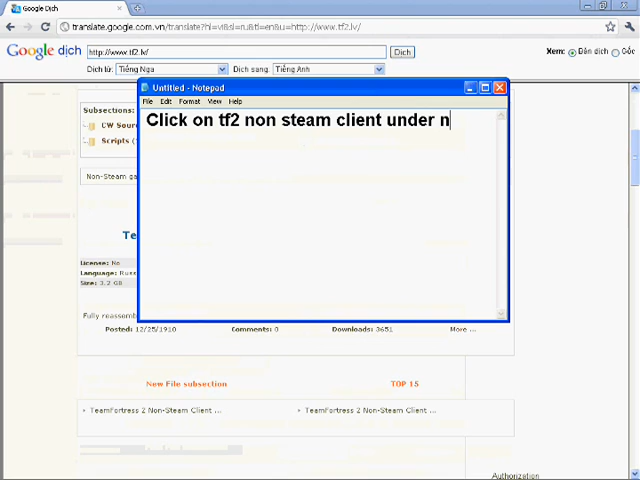 Google Dịch
translate.google.com.vn/translate?hl=vi&sl=ru&tl=en&u=http://www.tf2.lv/
Google dịch
http://www.tf2.lv/
Dịch
Xem:
Bản dịch
Gốc
Dịch từ:
Tiếng Nga
Dịch sang:
Tiếng Anh
Untitled - Notepad
File Edit Format View Help
Click on tf2 non steam client under n
Subsections:
CW Sour
Scripts (
Non-Steam ga
Te
License: No
Language: Russ
Size: 3.2 GB
Fully reassemb
Posted: 12/25/1910
Comments: 0
Downloads: 3651
More ...
New File subsection
TOP 15
TeamFortress 2 Non-Steam Client ...
TeamFortress 2 Non-Steam Client ...
Authorization